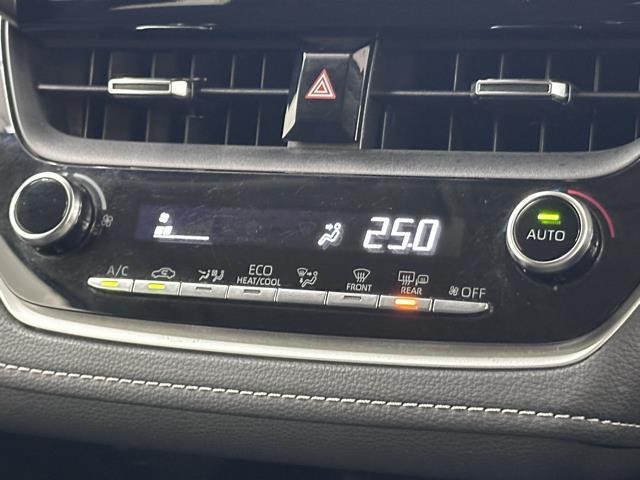 25.0
AUTO
A/C
ECO
HEAT/COOL
FRONT
REAR
OFF